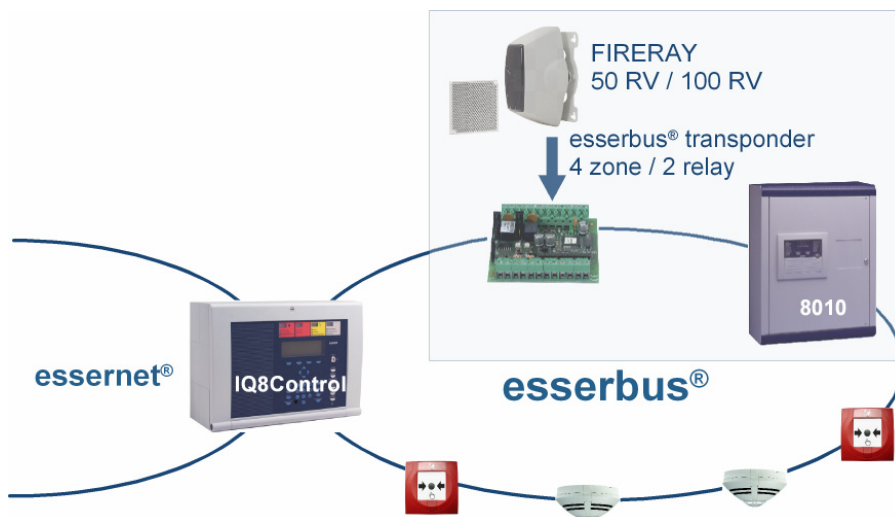 FIRERAY
50 RV / 100 RV
esserbus® transponder
4 zone / 2 relay
8010
essernet®
IQ8Control
esserbus®